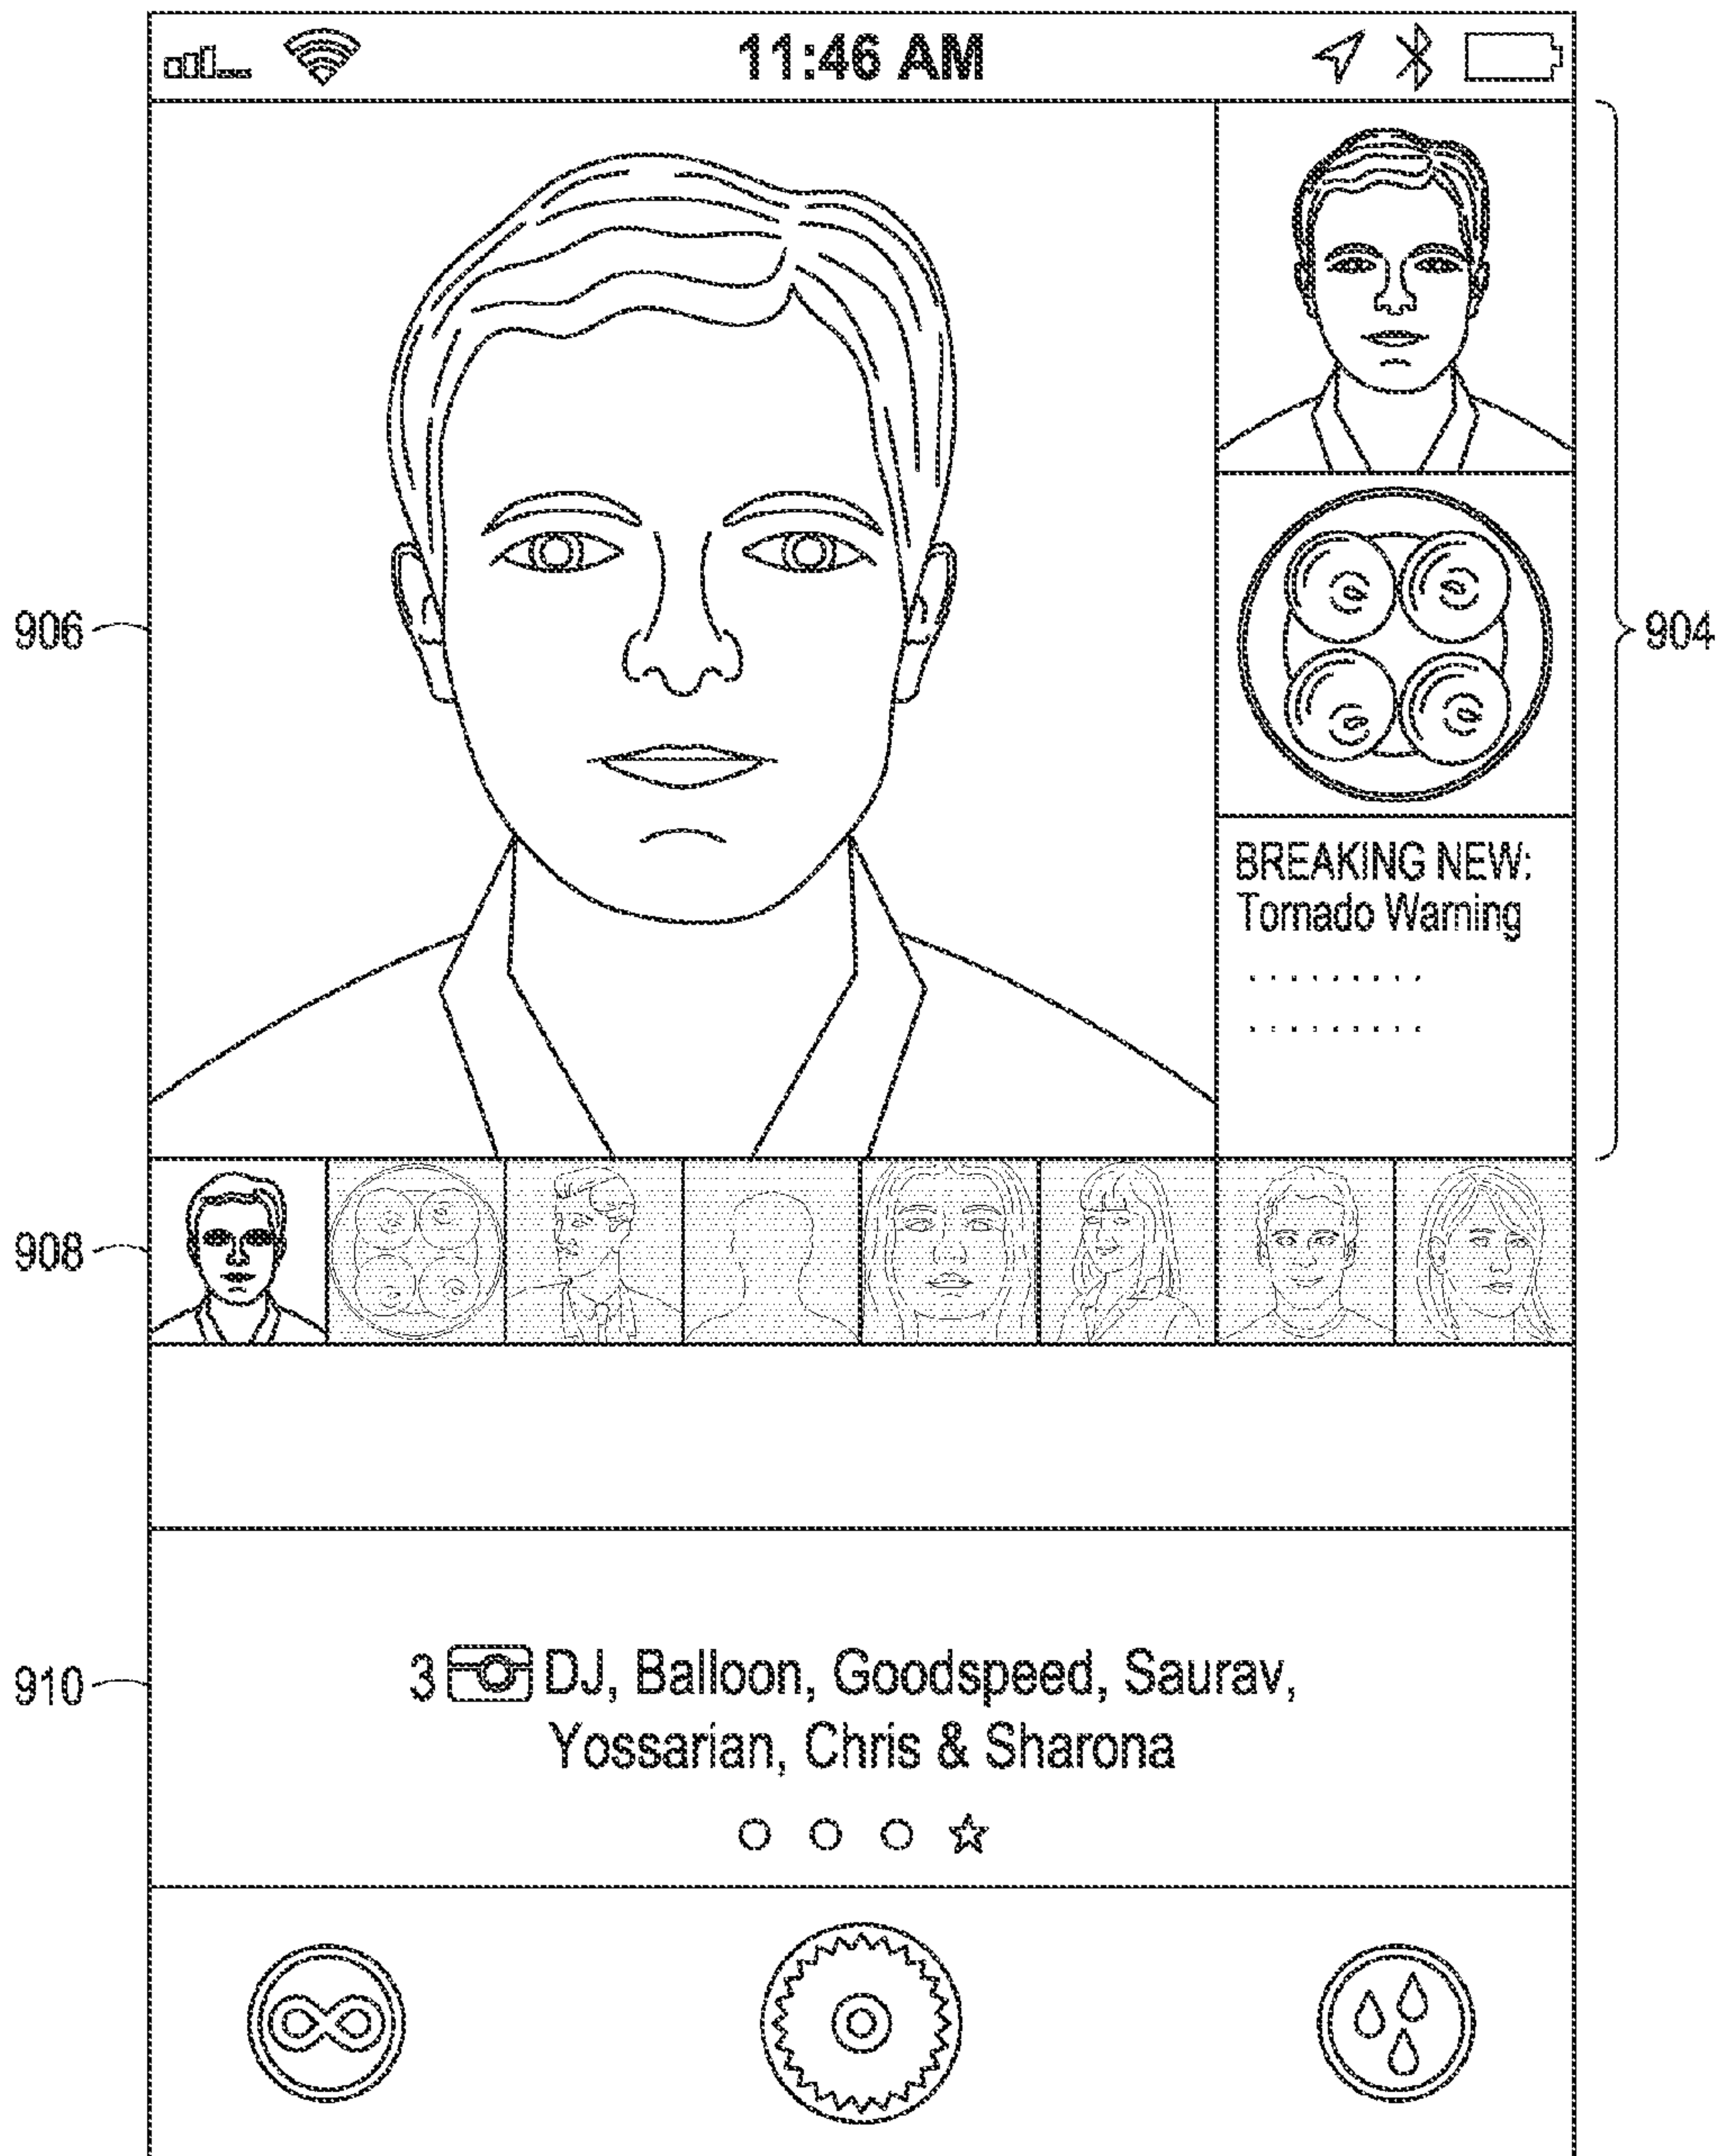 11:46 AM
906
904
BREAKING NEW:
Tornado Warning
908
910
3 DJ, Balloon, Goodspeed, Saurav,
Yossarian, Chris & Sharona